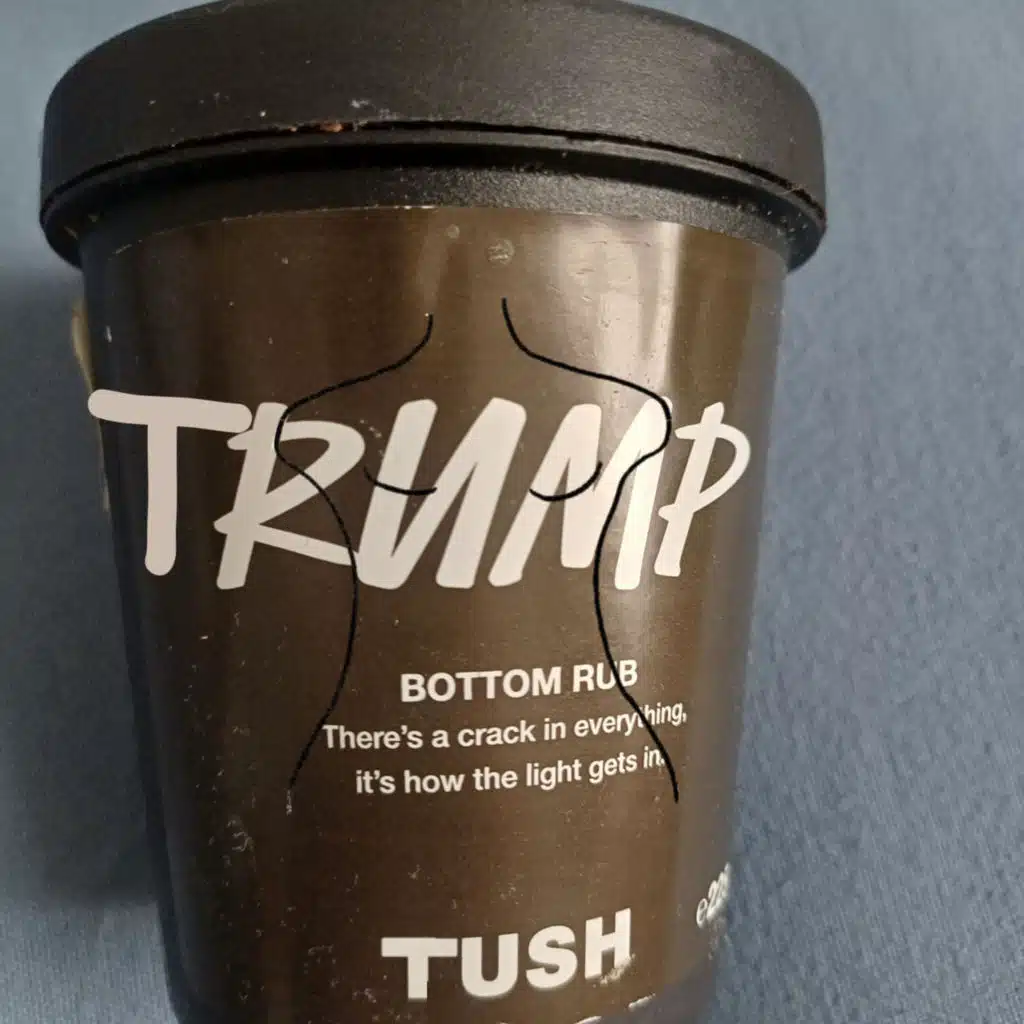 TRUMP
BOTTOM RUB
There's a crack in everything,
it's how the light gets in.
TUSH